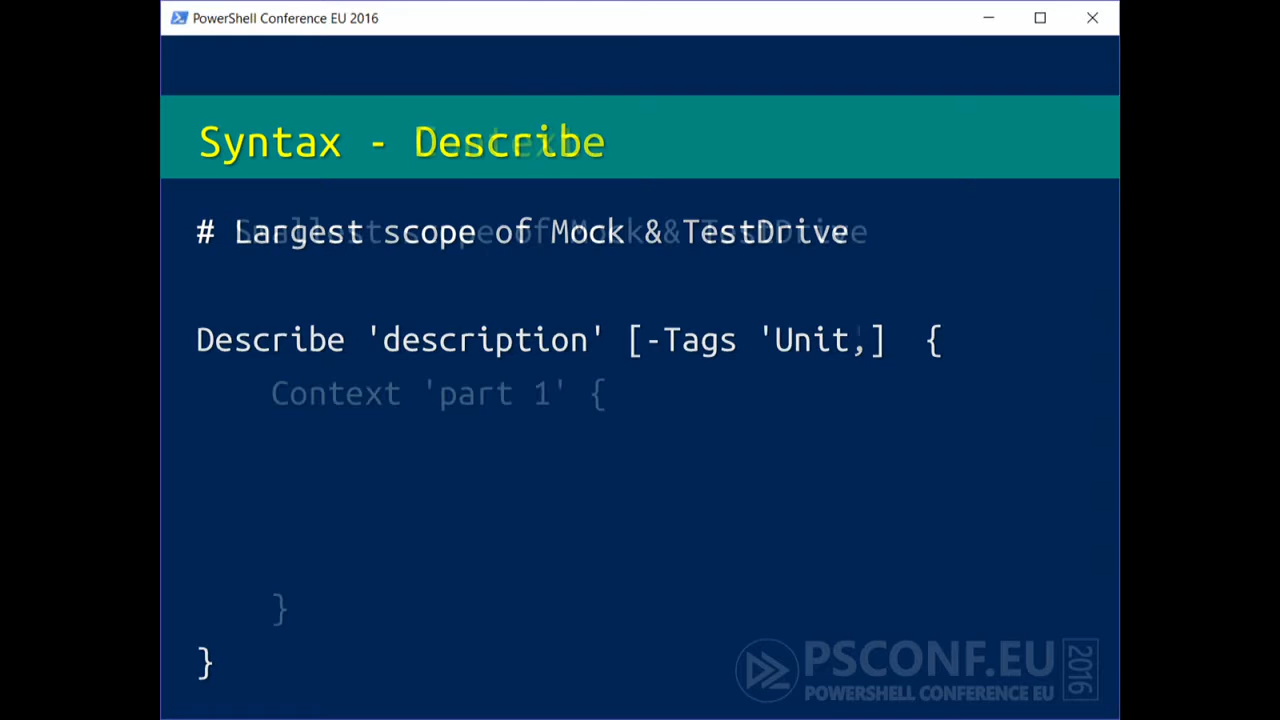 PowerShell Conference EU 2016
Syntax - Describe
# Largest scope of Mock & TestDrive
Describe 'description' [-Tags 'Unit,]  {
    Context 'part 1' {
    }
}
PSCONF.EU
2016
POWERSHELL CONFERENCE EU